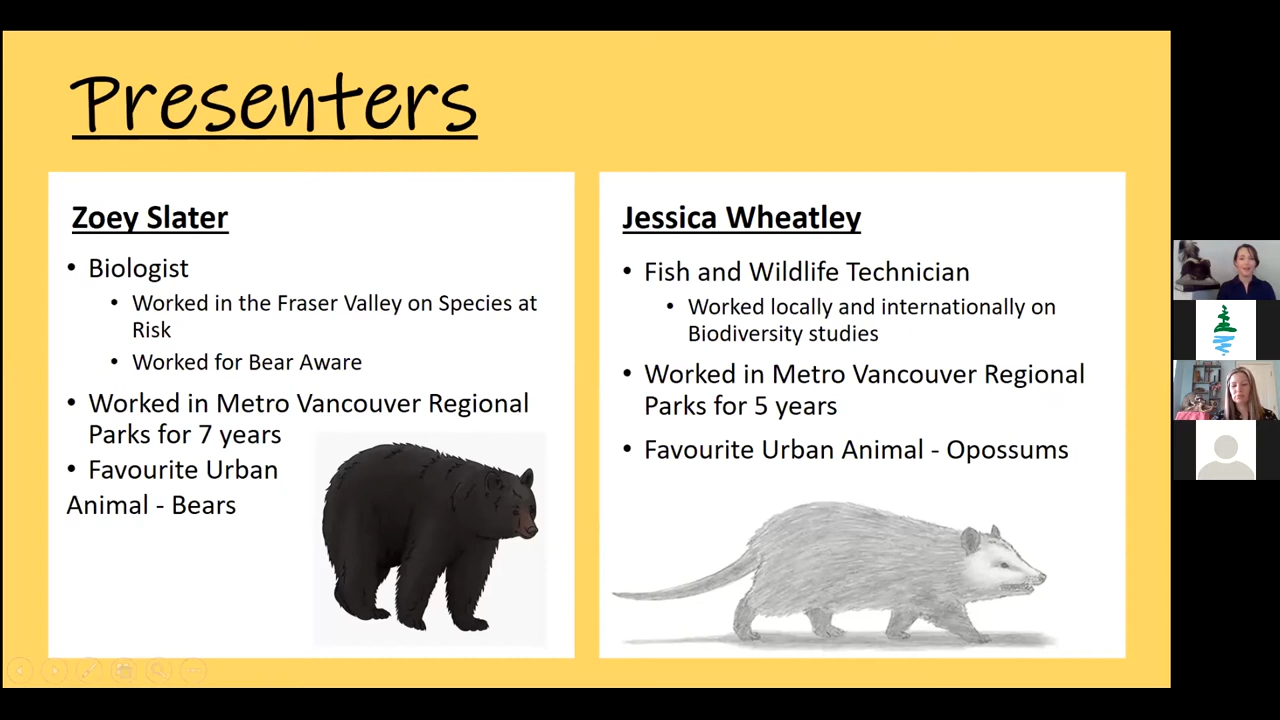 Presenters
Zoey Slater
• Biologist
• Worked in the Fraser Valley on Species at
Risk
• Worked for Bear Aware
• Worked in Metro Vancouver Regional
Parks for 7 years
• Favourite Urban
Animal - Bears
Jessica Wheatley
• Fish and Wildlife Technician
• Worked locally and internationally on
Biodiversity studies
• Worked in Metro Vancouver Regional
Parks for 5 years
• Favourite Urban Animal - Opossums